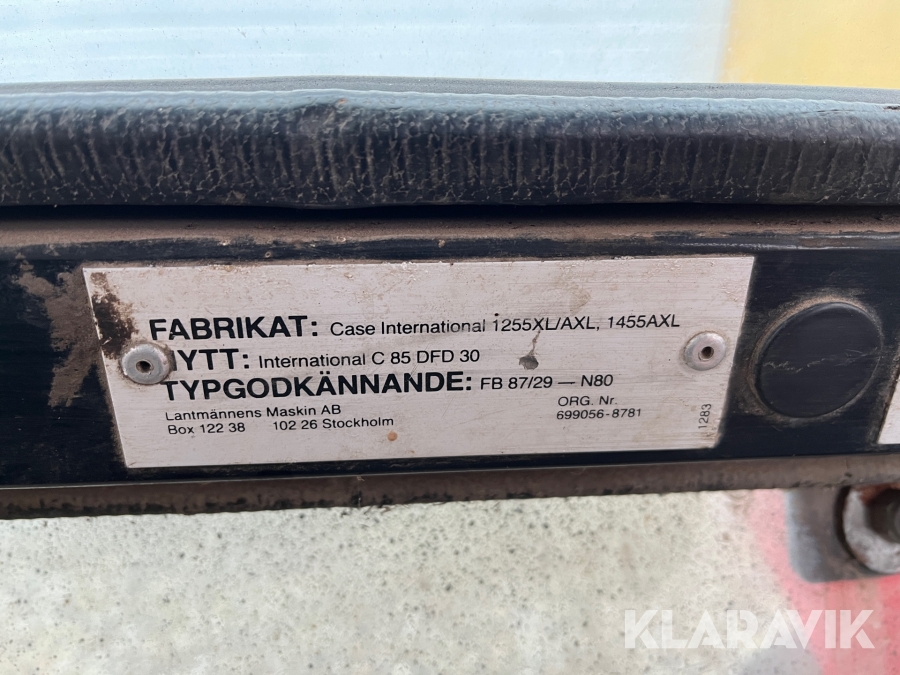 FABRIKAT: Case International 1255XL/AXL, 1455AXL
HYTT: International C 85 DFD 30
TYPGODKÄNNANDE: FB 87/29 — N80
Lantmännens Maskin AB
Box 122 38 102 26 Stockholm
ORG. Nr.
699056-8781
1283
KLARAVIK